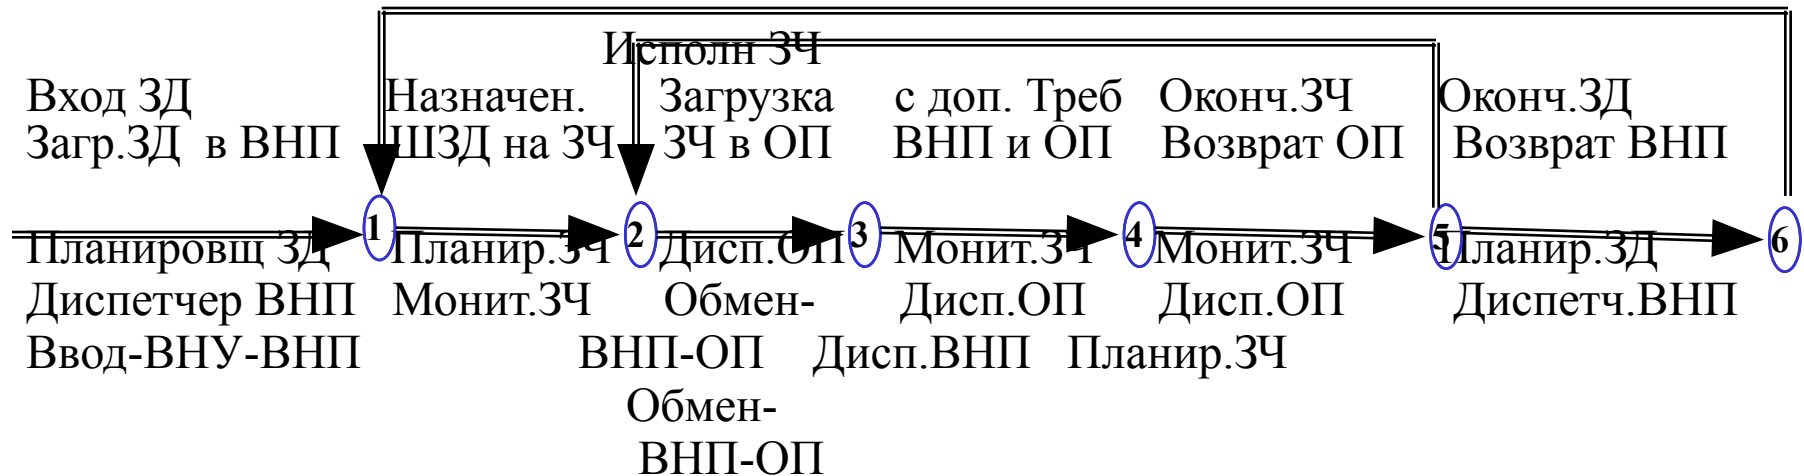 Исполн ЗЧ
Вход ЗД Назначен. Загрузка с доп. Треб Оконч.ЗЧ Оконч.ЗД
Загр.ЗД в ВНП ШЗД на ЗЧ ЗЧ в ОП ВНП и ОП Возврат ОП Возврат ВНП
1 2 3 4 5 6
Планировщ ЗД Планир.ЗЧ Дисп.ОП Монит.ЗЧ Монит.ЗЧ Планир.ЗД
Диспетчер ВНП Монит.ЗЧ Обмен- Дисп.ОП Дисп.ОП Диспетч.ВНП
Ввод-ВНУ-ВНП ВНП-ОП Дисп.ВНП Планир.ЗЧ
Обмен-
ВНП-ОП